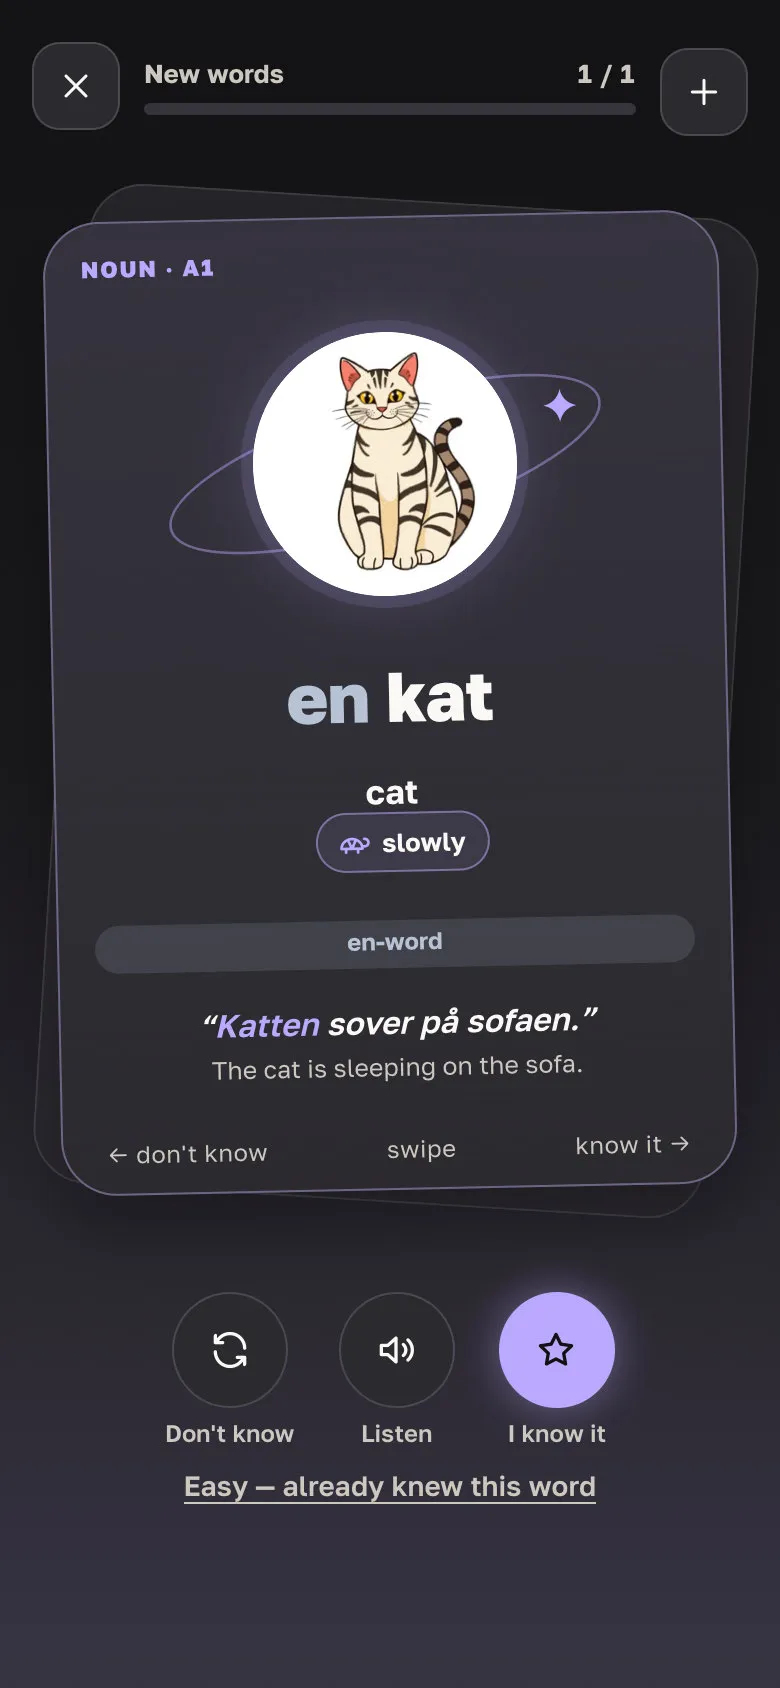 New words
1 / 1
NOUN · A1
en kat
cat
slowly
en-word
“Katten sover på sofaen.”
The cat is sleeping on the sofa.
← don't know
swipe
know it →
Don't know
Listen
I know it
Easy – already knew this word